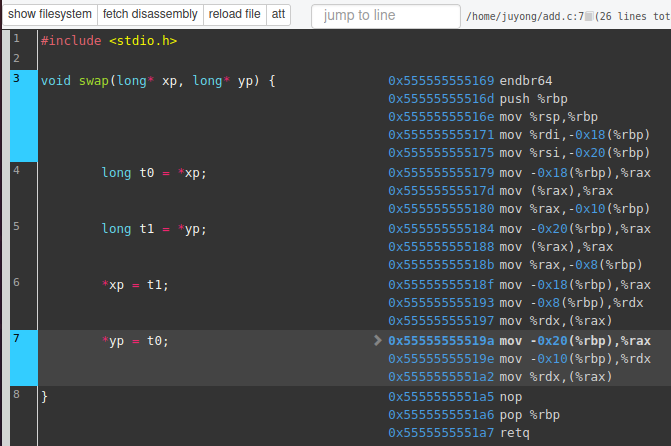 show filesystem fetch disassembly reload file att jump to line /home/juyong/add.c:7 (26 lines tot
1 #include <stdio.h>
2
3 void swap(long* xp, long* yp) { 0x555555555169 endbr64
0x55555555516d push %rbp
0x55555555516e mov %rsp,%rbp
0x555555555171 mov %rdi,-0x18(%rbp)
0x555555555175 mov %rsi,-0x20(%rbp)
4 long t0 = *xp; 0x555555555179 mov -0x18(%rbp),%rax
0x55555555517d mov (%rax),%rax
0x555555555180 mov %rax,-0x10(%rbp)
5 long t1 = *yp; 0x555555555184 mov -0x20(%rbp),%rax
0x555555555188 mov (%rax),%rax
0x55555555518b mov %rax,-0x8(%rbp)
6 *xp = t1; 0x55555555518f mov -0x18(%rbp),%rax
0x555555555193 mov -0x8(%rbp),%rdx
0x555555555197 mov %rdx,(%rax)
7 *yp = t0; 0x55555555519a mov -0x20(%rbp),%rax
0x55555555519e mov -0x10(%rbp),%rdx
0x5555555551a2 mov %rdx,(%rax)
8 } 0x5555555551a5 nop
0x5555555551a6 pop %rbp
0x5555555551a7 retq